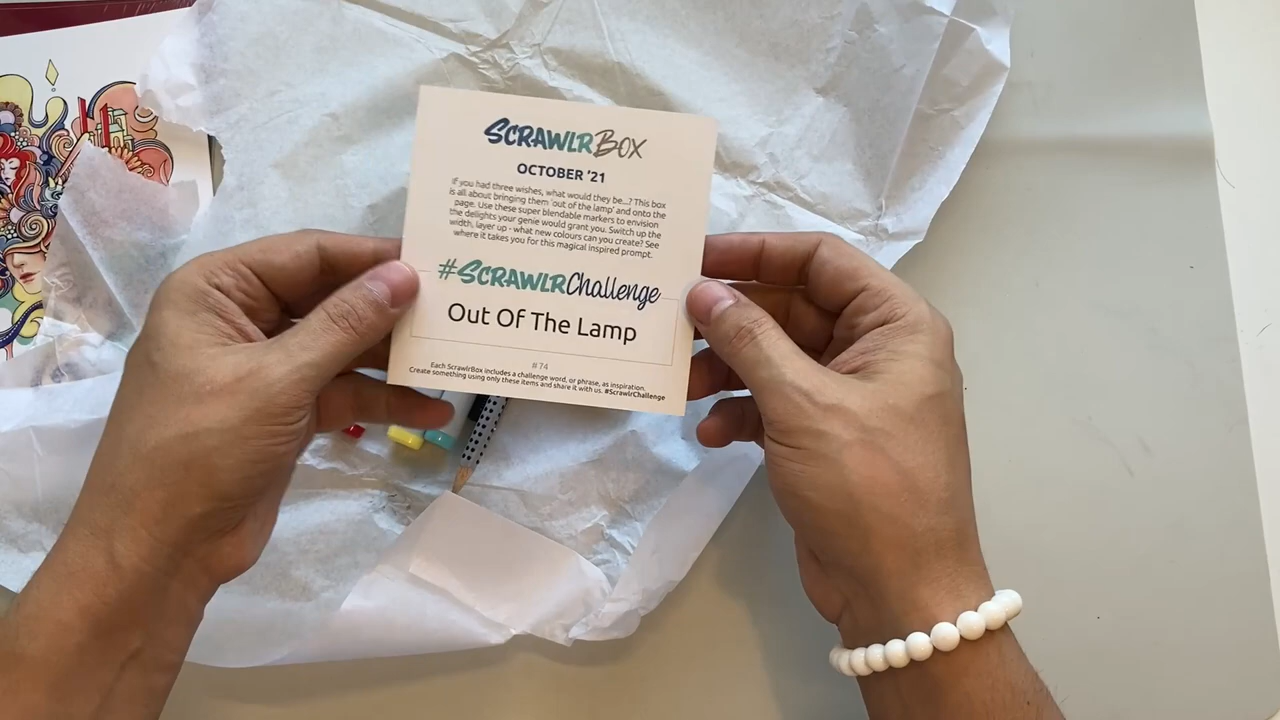 SCRAWLRBOX
OCTOBER '21
If you had three wishes, what would they be...? This box
is all about bringing them 'out of the lamp' and onto the
page. Use these super blendable markers to envision
the delights your genie would grant you. Switch up the
width, layer up - what new colours can you create? See
where it takes you for this magical inspired prompt.
#SCRAWLRChallenge
Out Of The Lamp
#74
Each ScrawlrBox includes a challenge word, or phrase, as inspiration.
Create something using only these items and share it with us. #ScrawlrChallenge